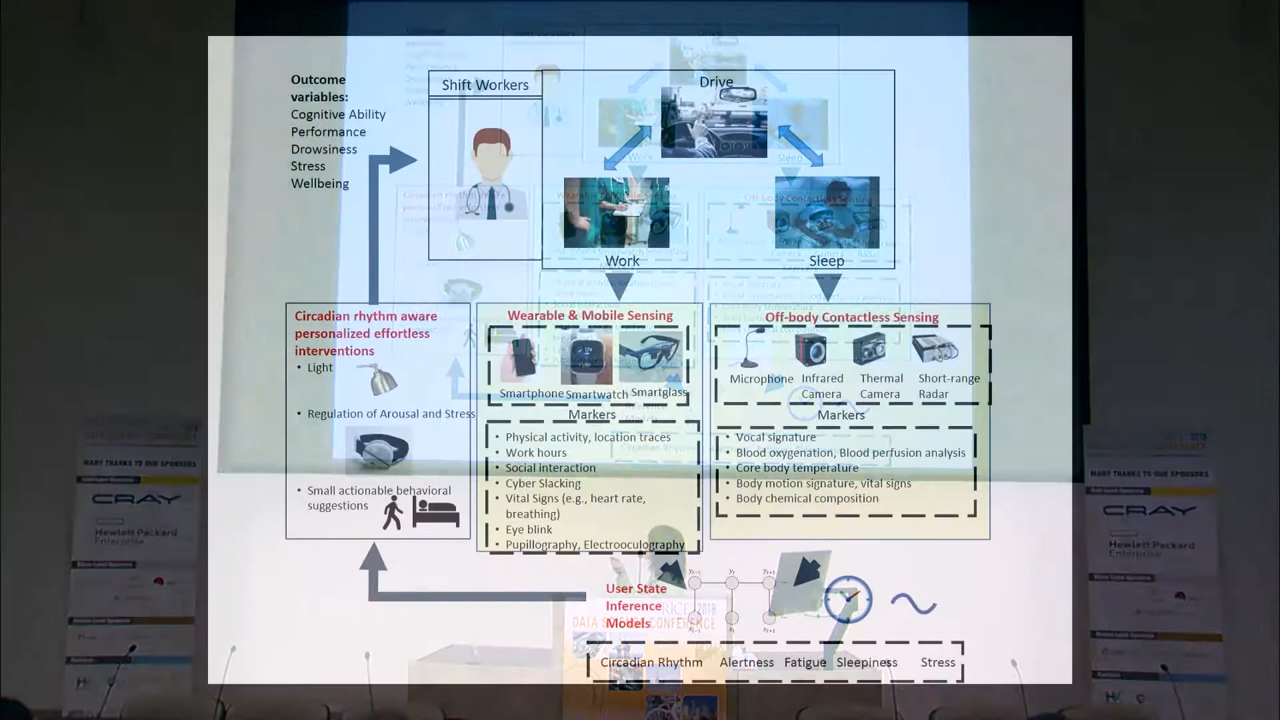 Outcome
variables:
Cognitive Ability
Performance
Drowsiness
Stress
Wellbeing
Shift Workers
Drive
Work
Sleep
Circadian rhythm aware
personalized effortless
interventions
• Light
• Regulation of Arousal and Stress
• Small actionable behavioral
suggestions
Wearable & Mobile Sensing
Smartphone Smartwatch Smartglass
Markers
• Physical activity, location traces
• Work hours
• Social interaction
• Cyber Slacking
• Vital Signs (e.g., heart rate,
breathing)
• Eye blink
• Pupillography, Electrooculography
Off-body Contactless Sensing
Microphone Infrared Camera Thermal Camera Short-range Radar
Markers
• Vocal signature
• Blood oxygenation, Blood perfusion analysis
• Core body temperature
• Body motion signature, vital signs
• Body chemical composition
User State
Inference
Models
Circadian Rhythm Alertness Fatigue Sleepiness Stress
MANY THANKS TO OUR SPONSORS
CRAY
Hewlett Packard
Enterprise
RICE 2018
DATA SCIENCE CONFERENCE
2018
MANY THANKS TO OUR SPONSORS
CRAY
Hewlett Packard
Enterprise